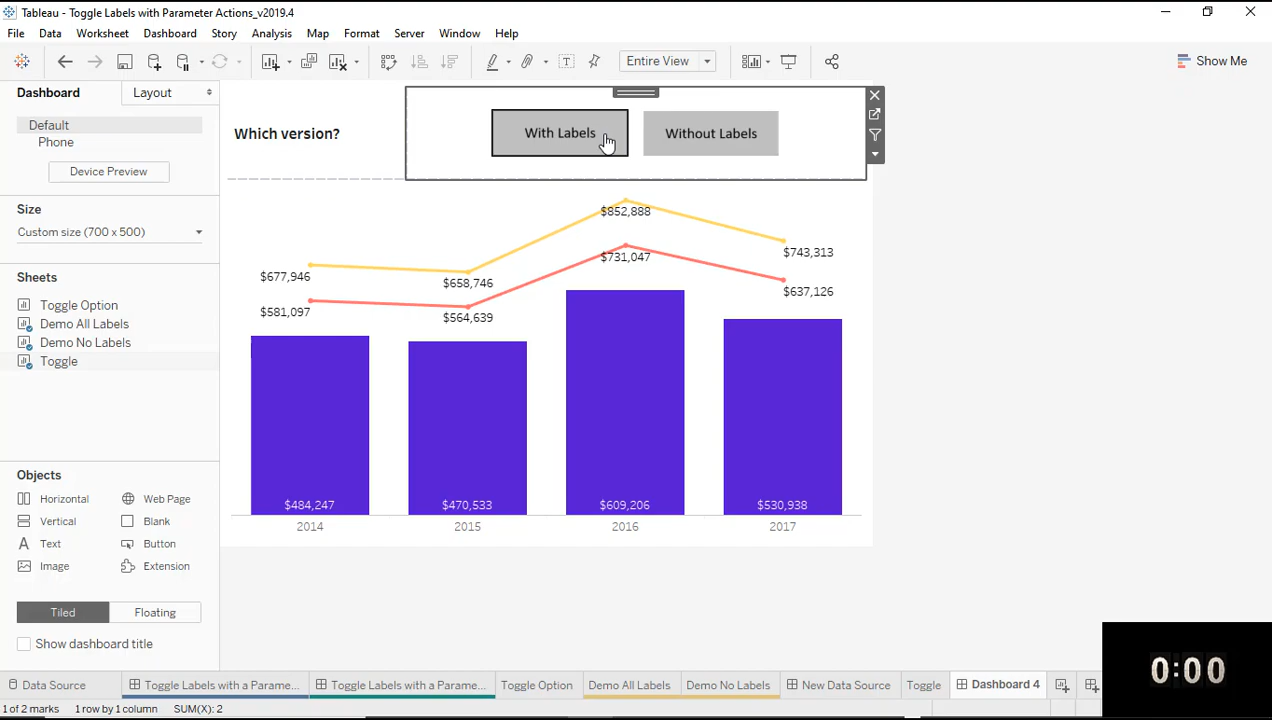 Tableau - Toggle Labels with Parameter Actions_v2019.4
File Data Worksheet Dashboard Story Analysis Map Format Server Window Help
Entire View
Show Me
Dashboard Layout
Default
Phone
Device Preview
Size
Custom size (700 x 500)
Sheets
Toggle Option
Demo All Labels
Demo No Labels
Toggle
Objects
Horizontal Web Page
Vertical Blank
A Text Button
Image Extension
Tiled Floating
Show dashboard title
Which version? With Labels Without Labels
$852,888
$677,946 $658,746 $731,047 $743,313
$581,097 $564,639 $637,126
$484,247 $470,533 $609,206 $530,938
2014 2015 2016 2017
0:00
Data Source Toggle Labels with a Parame... Toggle Labels with a Parame... Toggle Option Demo All Labels Demo No Labels New Data Source Toggle Dashboard 4
1 of 2 marks 1 row by 1 column SUM(X): 2